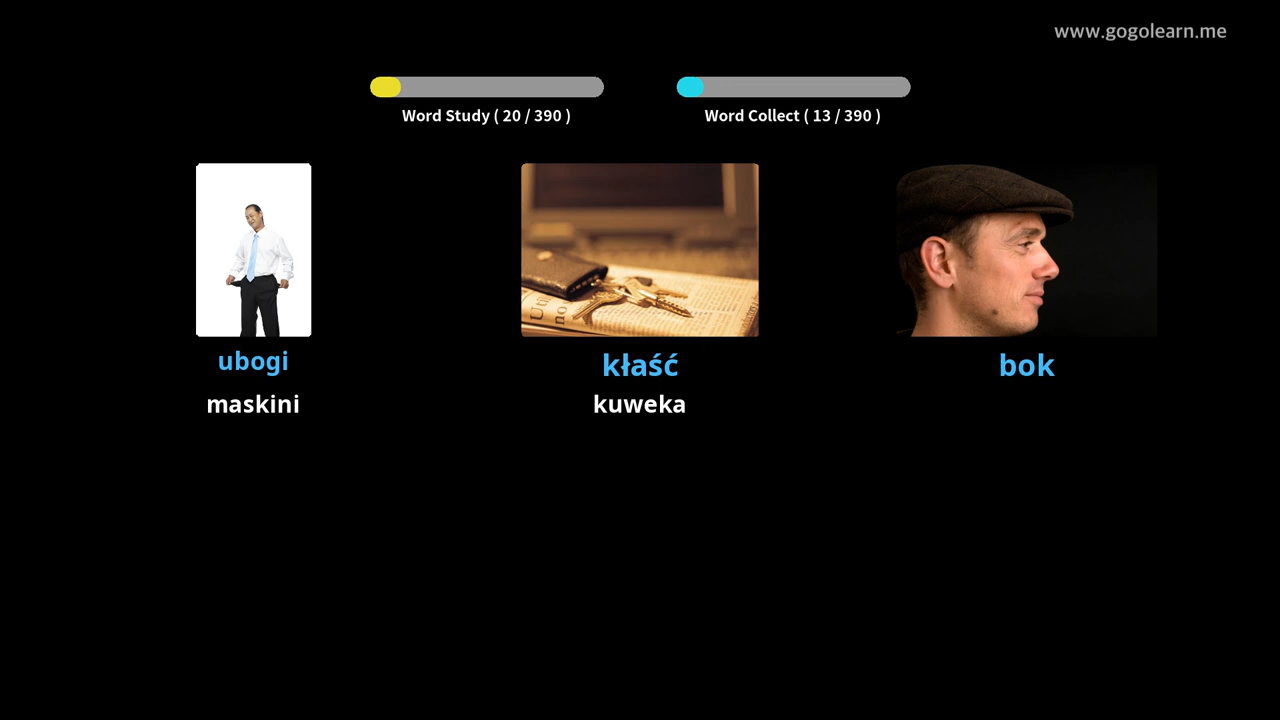 www.gogolearn.me
Word Study ( 20 / 390 )
Word Collect ( 13 / 390 )
ubogi
kłaść
bok
maskini
kuweka